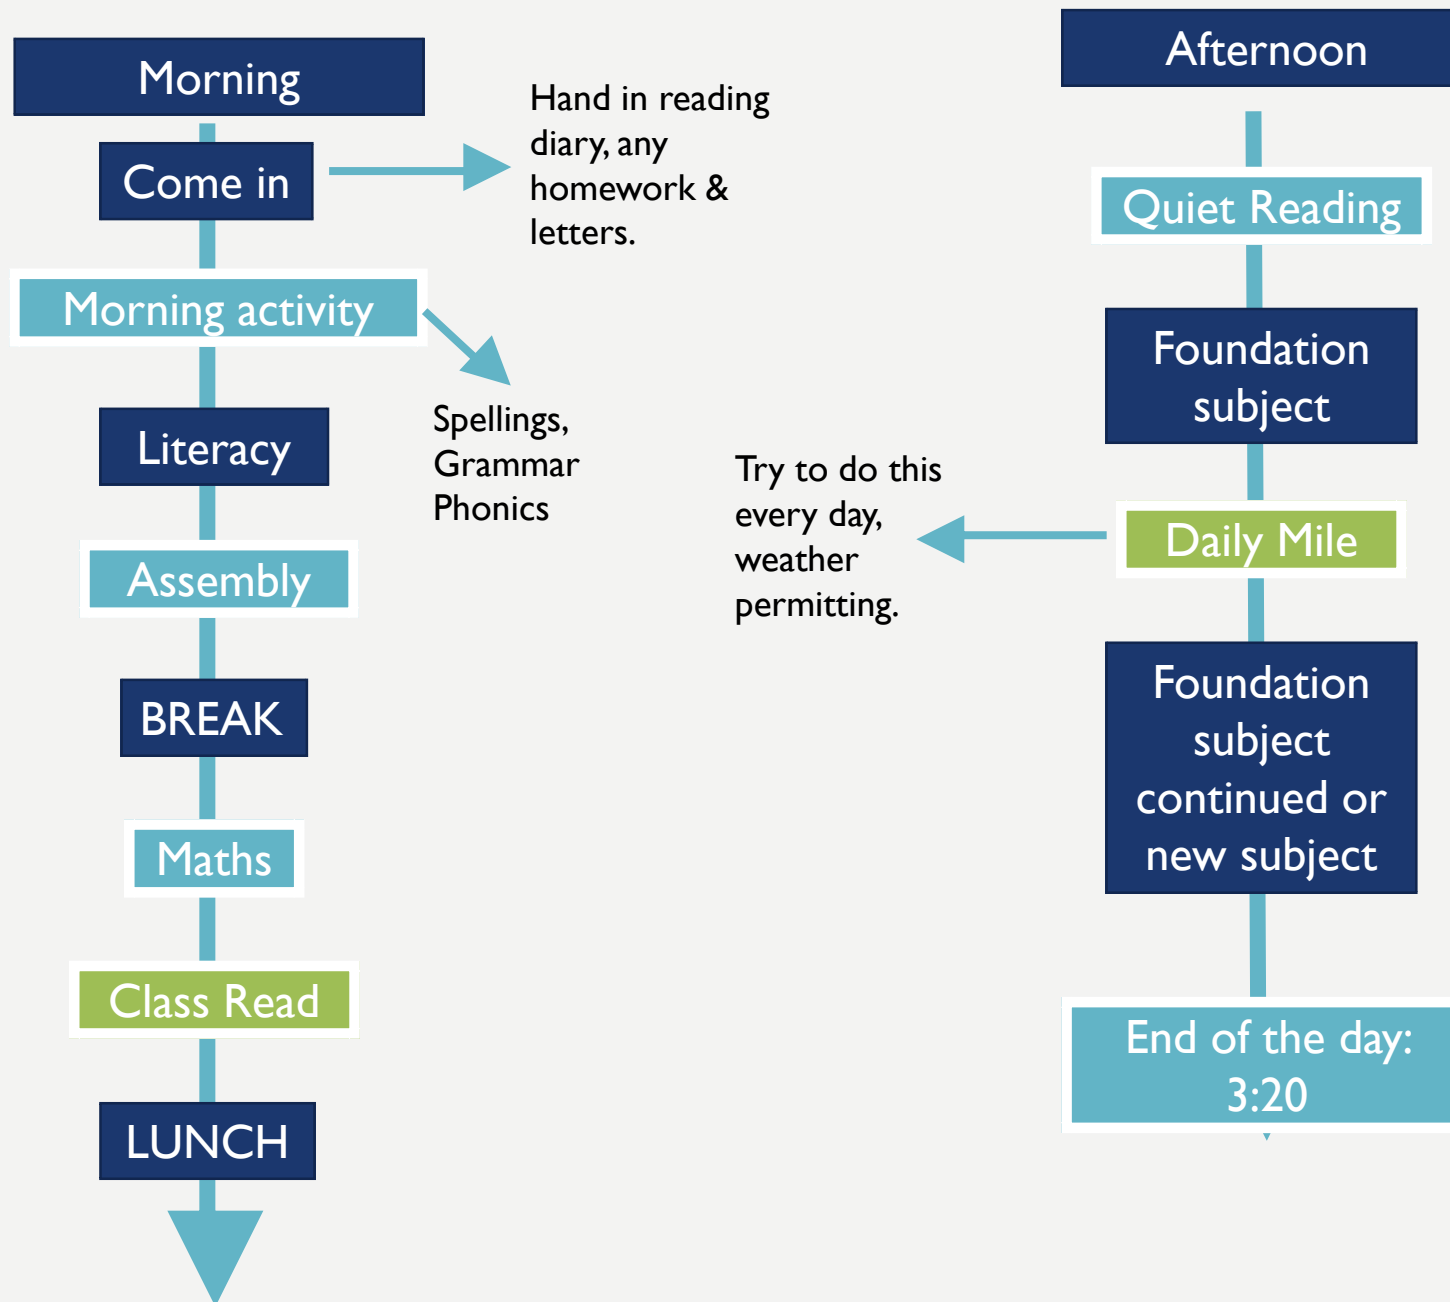 Morning
Come in
Hand in reading
diary, any
homework &
letters.
Morning activity
Spellings,
Grammar
Phonics
Literacy
Assembly
BREAK
Maths
Class Read
LUNCH
Afternoon
Quiet Reading
Foundation
subject
Daily Mile
Try to do this
every day,
weather
permitting.
Foundation
subject
continued or
new subject
End of the day:
3:20